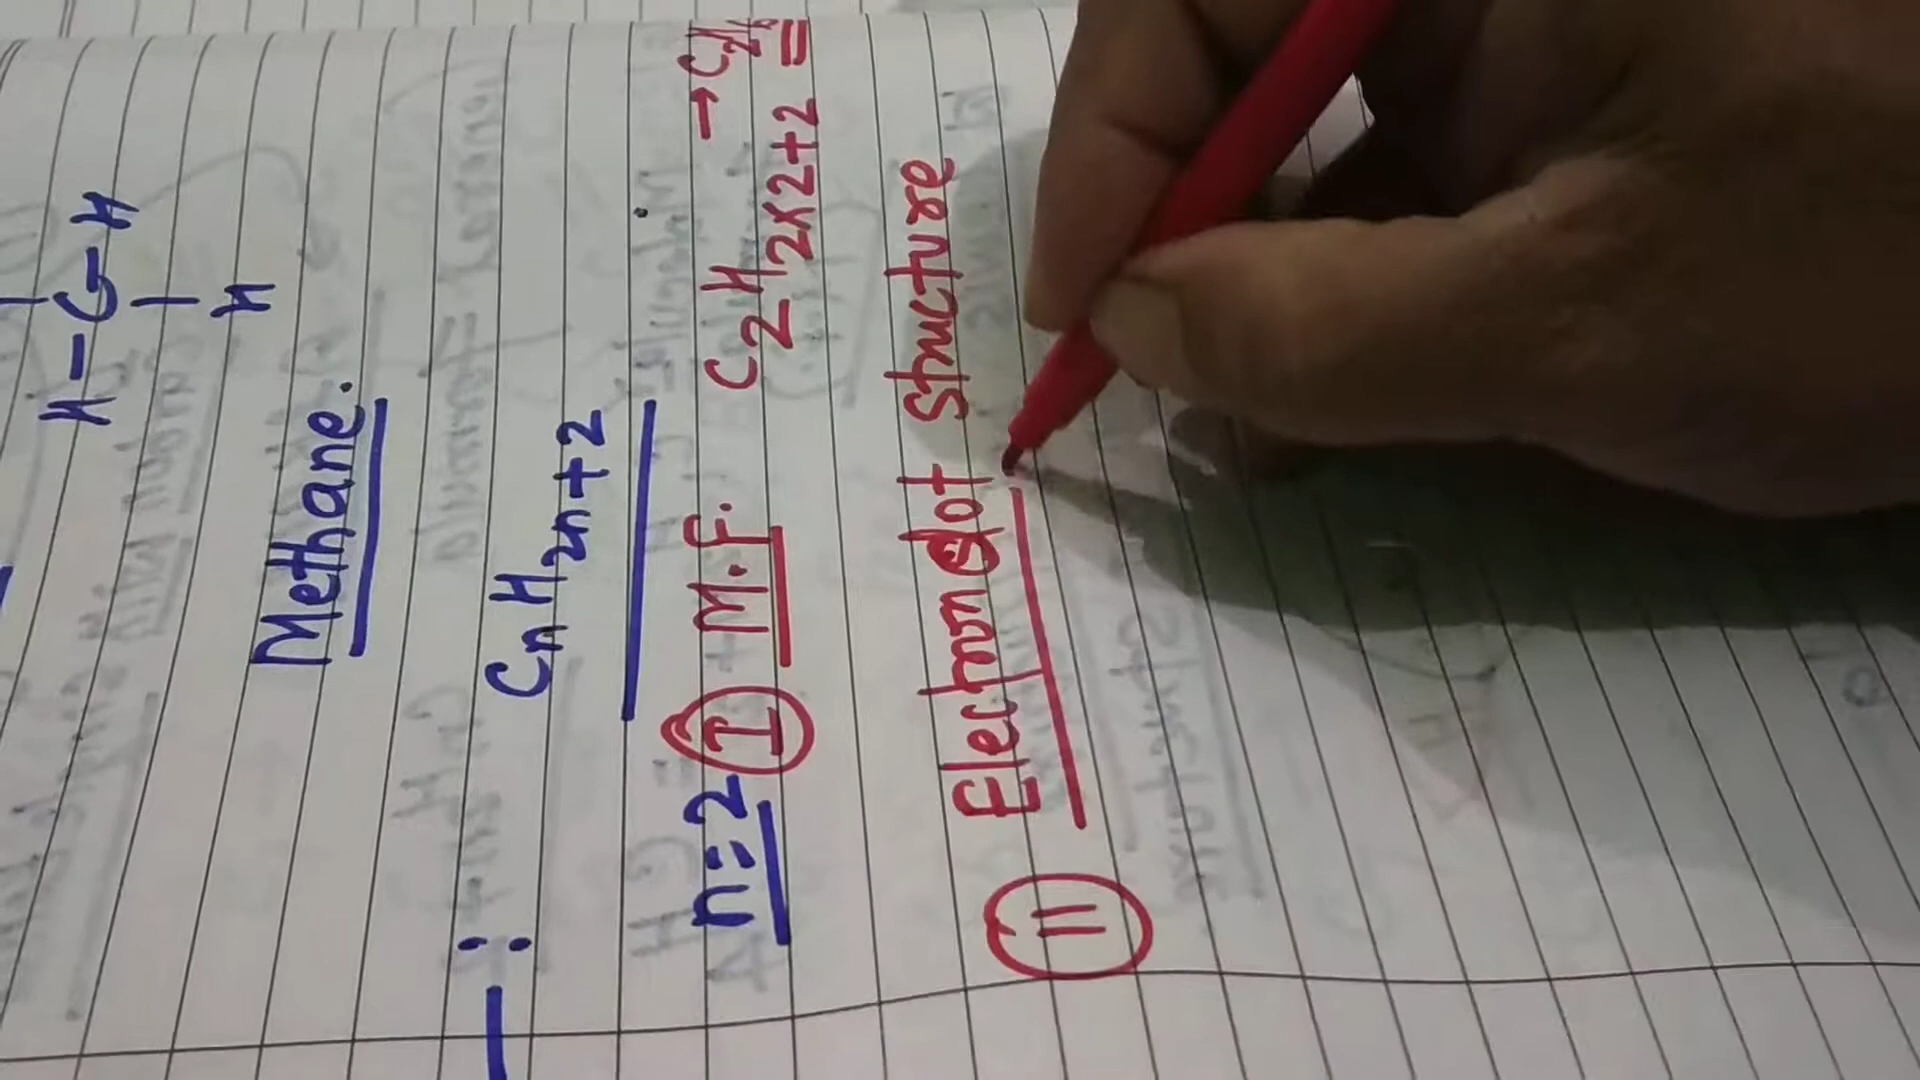 H-C-H
H
Methane.
CnH2n+2
n=2 I M.F. C2H2x2+2 → C2H6
II Electron dot structure